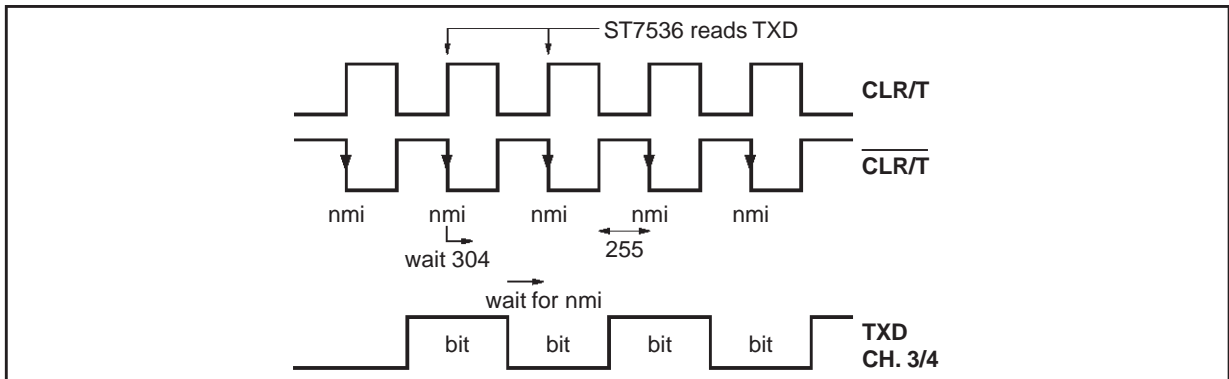 ST7536 reads TXD
CLR/T
CLR/T
nmi nmi nmi nmi nmi
wait 304
255
wait for nmi
bit bit bit bit
TXD
CH. 3/4